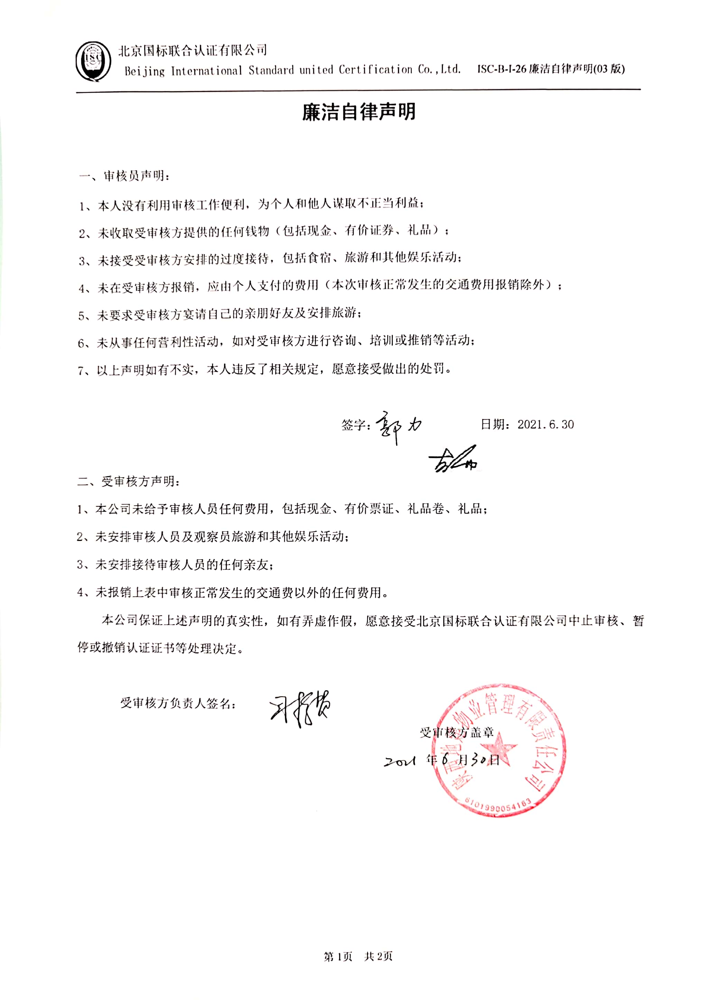 ISC
北京国标联合认证有限公司
Beijing International Standard united Certification Co.,Ltd. ISC-B-I-26 廉洁自律声明(03 版)
廉洁自律声明
一、审核员声明：
1、本人没有利用审核工作便利，为个人和他人谋取不正当利益；
2、未收取受审核方提供的任何钱物（包括现金、有价证券、礼品）；
3、未接受受审核方安排的过度接待，包括食宿、旅游和其他娱乐活动；
4、未在受审核方报销，应由个人支付的费用（本次审核正常发生的交通费用报销除外）；
5、未要求受审核方宴请自己的亲朋好友及安排旅游；
6、未从事任何营利性活动，如对受审核方进行咨询、培训或推销等活动；
7、以上声明如有不实，本人违反了相关规定，愿意接受做出的处罚。
签字：郭力 日期：2021.6.30
二、受审核方声明：
1、本公司未给予审核人员任何费用，包括现金、有价票证、礼品卷、礼品；
2、未安排审核人员及观察员旅游和其他娱乐活动；
3、未安排接待审核人员的任何亲友；
4、未报销上表中审核正常发生的交通费以外的任何费用。
本公司保证上述声明的真实性，如有弄虚作假，愿意接受北京国标联合认证有限公司中止审核、暂
停或撤销认证证书等处理决定。
受审核方负责人签名：
受审核方盖章
2021 年 6 月 30 日
陕西地建物业管理有限责任公司
6101990054163
第 1页 共 2页